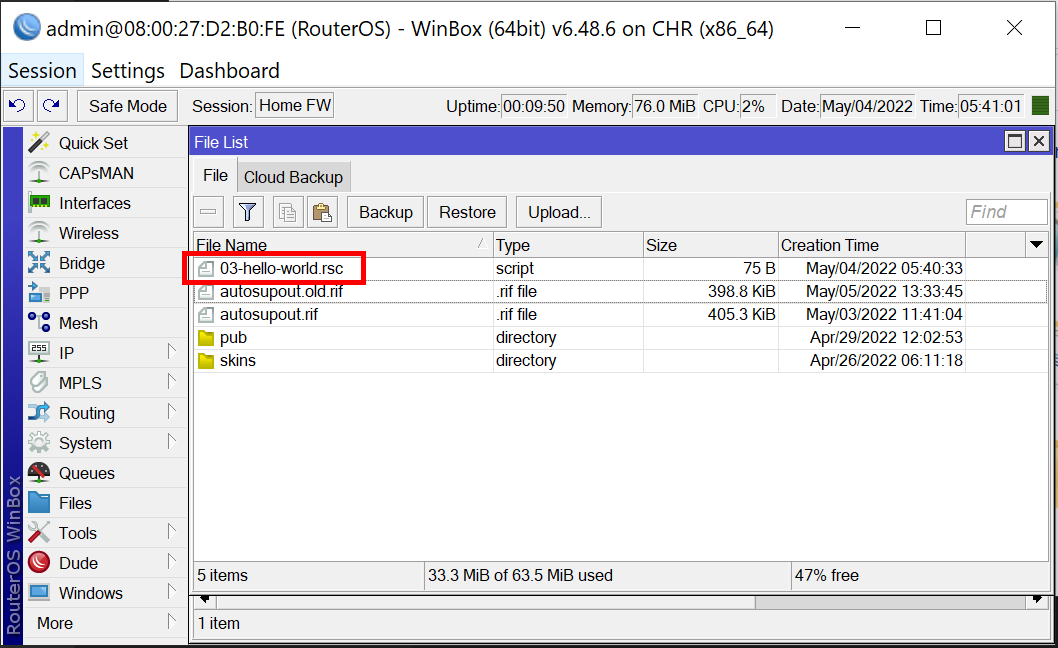 admin@08:00:27:D2:B0:FE (RouterOS) - WinBox (64bit) v6.48.6 on CHR (x86_64)
Session Settings Dashboard
Safe Mode Session: Home FW Uptime: 00:09:50 Memory: 76.0 MiB CPU: 2% Date: May/04/2022 Time: 05:41:01
RouterOS WinBox
Quick Set
CAPsMAN
Interfaces
Wireless
Bridge
PPP
Mesh
255
IP
MPLS
Routing
System
Queues
Files
Tools
Dude
Windows
More
File List
File Cloud Backup
Backup Restore Upload... Find
File Name Type Size Creation Time
03-hello-world.rsc script 75 B May/04/2022 05:40:33
autosupout.old.rif .rif file 398.8 KiB May/05/2022 13:33:45
autosupout.rif .rif file 405.3 KiB May/03/2022 11:41:04
pub directory Apr/29/2022 12:02:53
skins directory Apr/26/2022 06:11:18
5 items 33.3 MiB of 63.5 MiB used 47% free
1 item